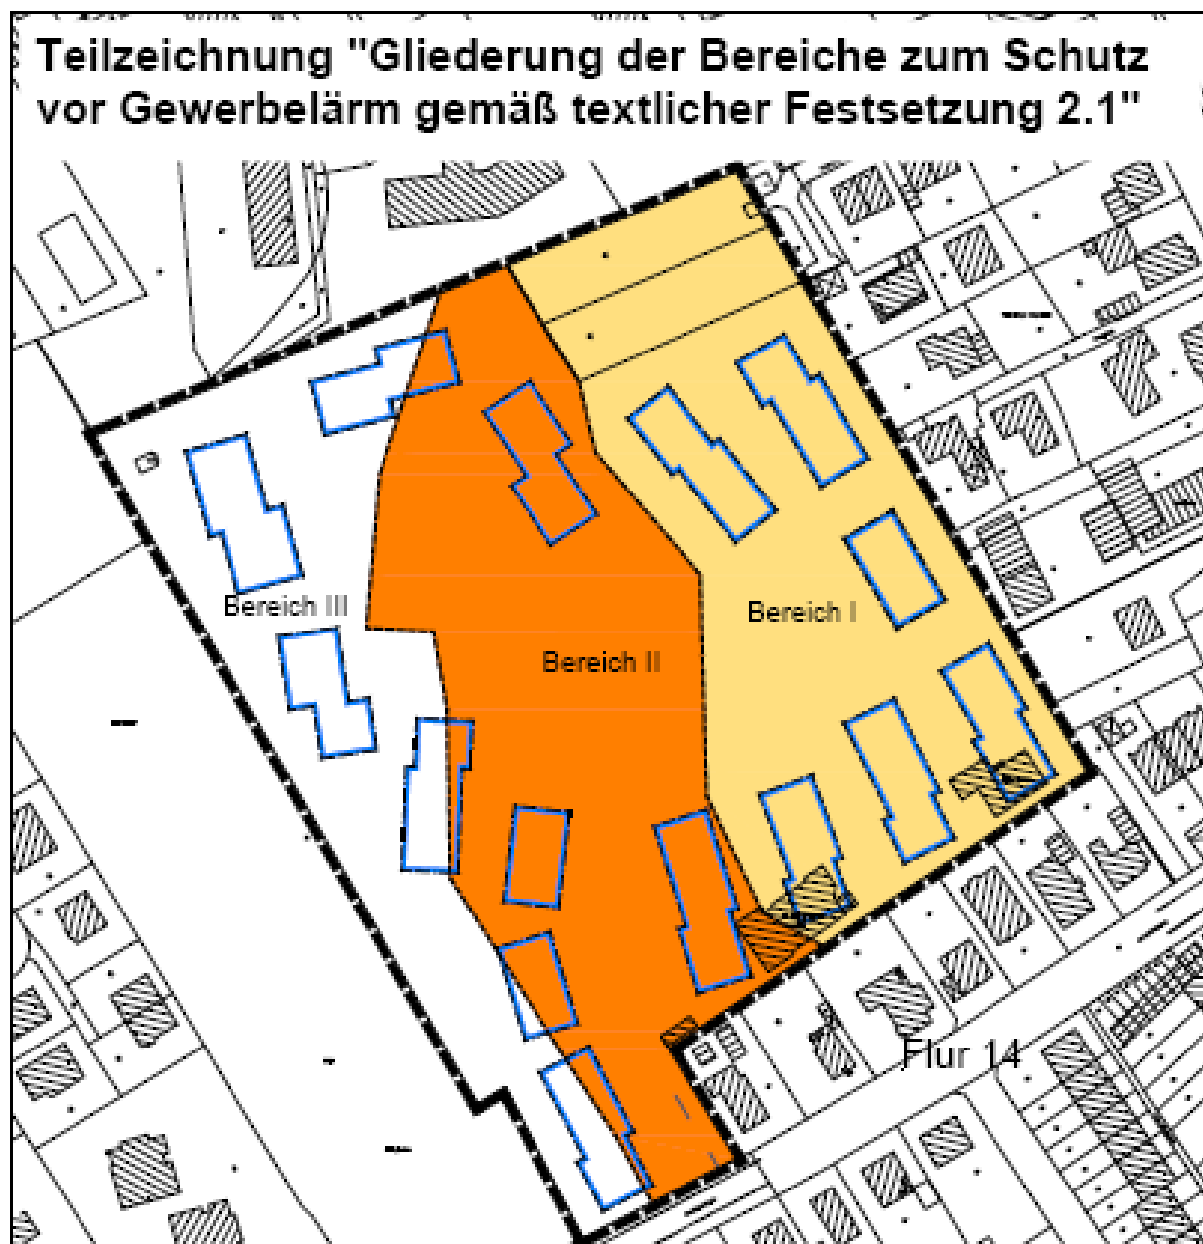 Teilzeichnung "Gliederung der Bereiche zum Schutz
vor Gewerbelärm gemäß textlicher Festsetzung 2.1"
Bereich III
Bereich I
Bereich II
Flur 14